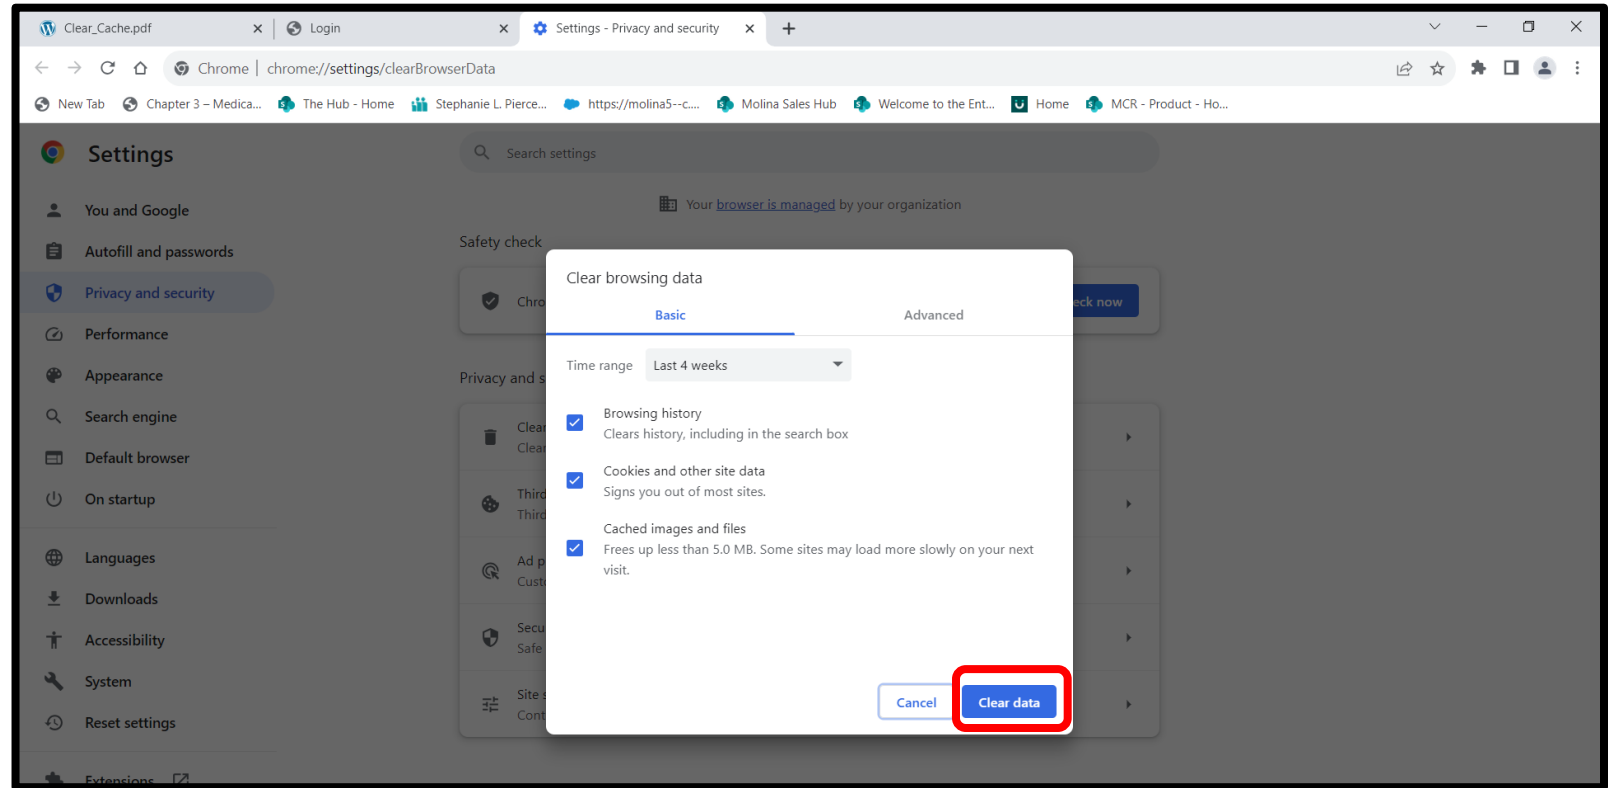 Clear_Cache.pdf
Login
Settings - Privacy and security
Chrome | chrome://settings/clearBrowserData
New Tab
Chapter 3 – Medica...
The Hub - Home
Stephanie L. Pierce...
https://molina5--c....
Molina Sales Hub
Welcome to the Ent...
Home
MCR - Product - Ho...
Settings
Search settings
Your browser is managed by your organization
You and Google
Autofill and passwords
Privacy and security
Performance
Appearance
Search engine
Default browser
On startup
Languages
Downloads
Accessibility
System
Reset settings
Extensions
Safety check
Chro
eck now
Privacy and s
Clear
Clear
Third
Third
Ad p
Cust
Secu
Safe
Site s
Cont
Clear browsing data
Basic
Advanced
Time range
Last 4 weeks
Browsing history
Clears history, including in the search box
Cookies and other site data
Signs you out of most sites.
Cached images and files
Frees up less than 5.0 MB. Some sites may load more slowly on your next
visit.
Cancel
Clear data